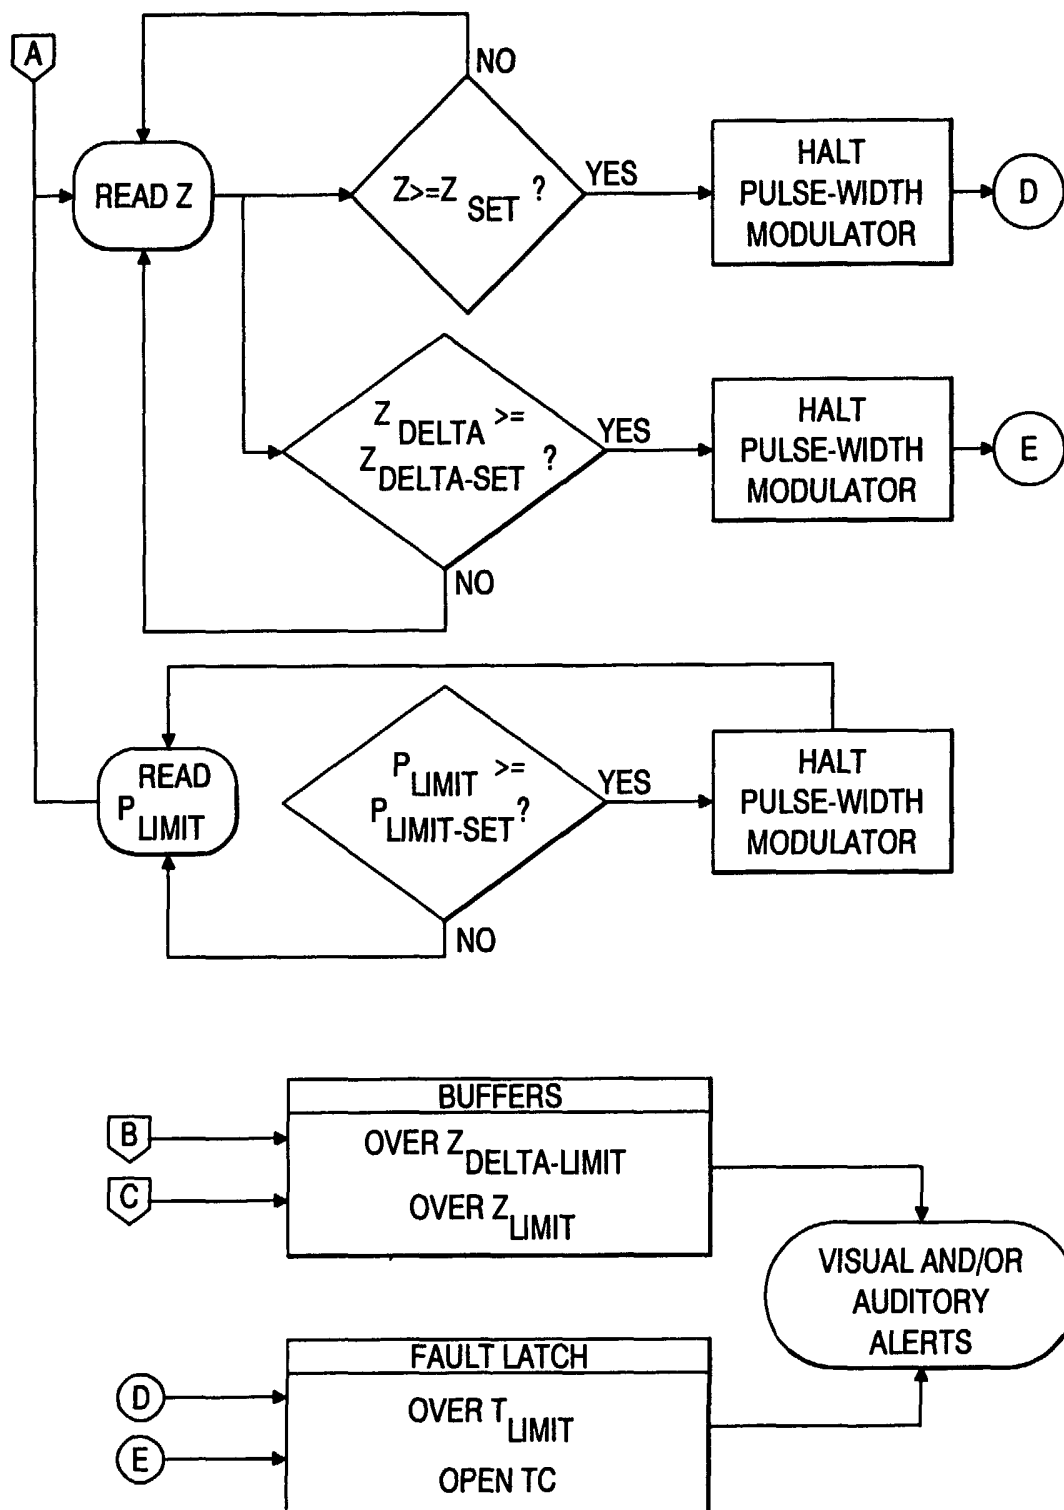 A
NO
READ Z
Z>=Z SET ?
YES
HALT
PULSE-WIDTH
MODULATOR
D
Z DELTA >=
Z DELTA-SET ?
YES
HALT
PULSE-WIDTH
MODULATOR
E
NO
READ
P LIMIT
P LIMIT >=
P LIMIT-SET ?
YES
HALT
PULSE-WIDTH
MODULATOR
NO
BUFFERS
B
OVER Z DELTA-LIMIT
C
OVER Z LIMIT
VISUAL AND/OR
AUDITORY
ALERTS
FAULT LATCH
D
OVER T LIMIT
E
OPEN TC